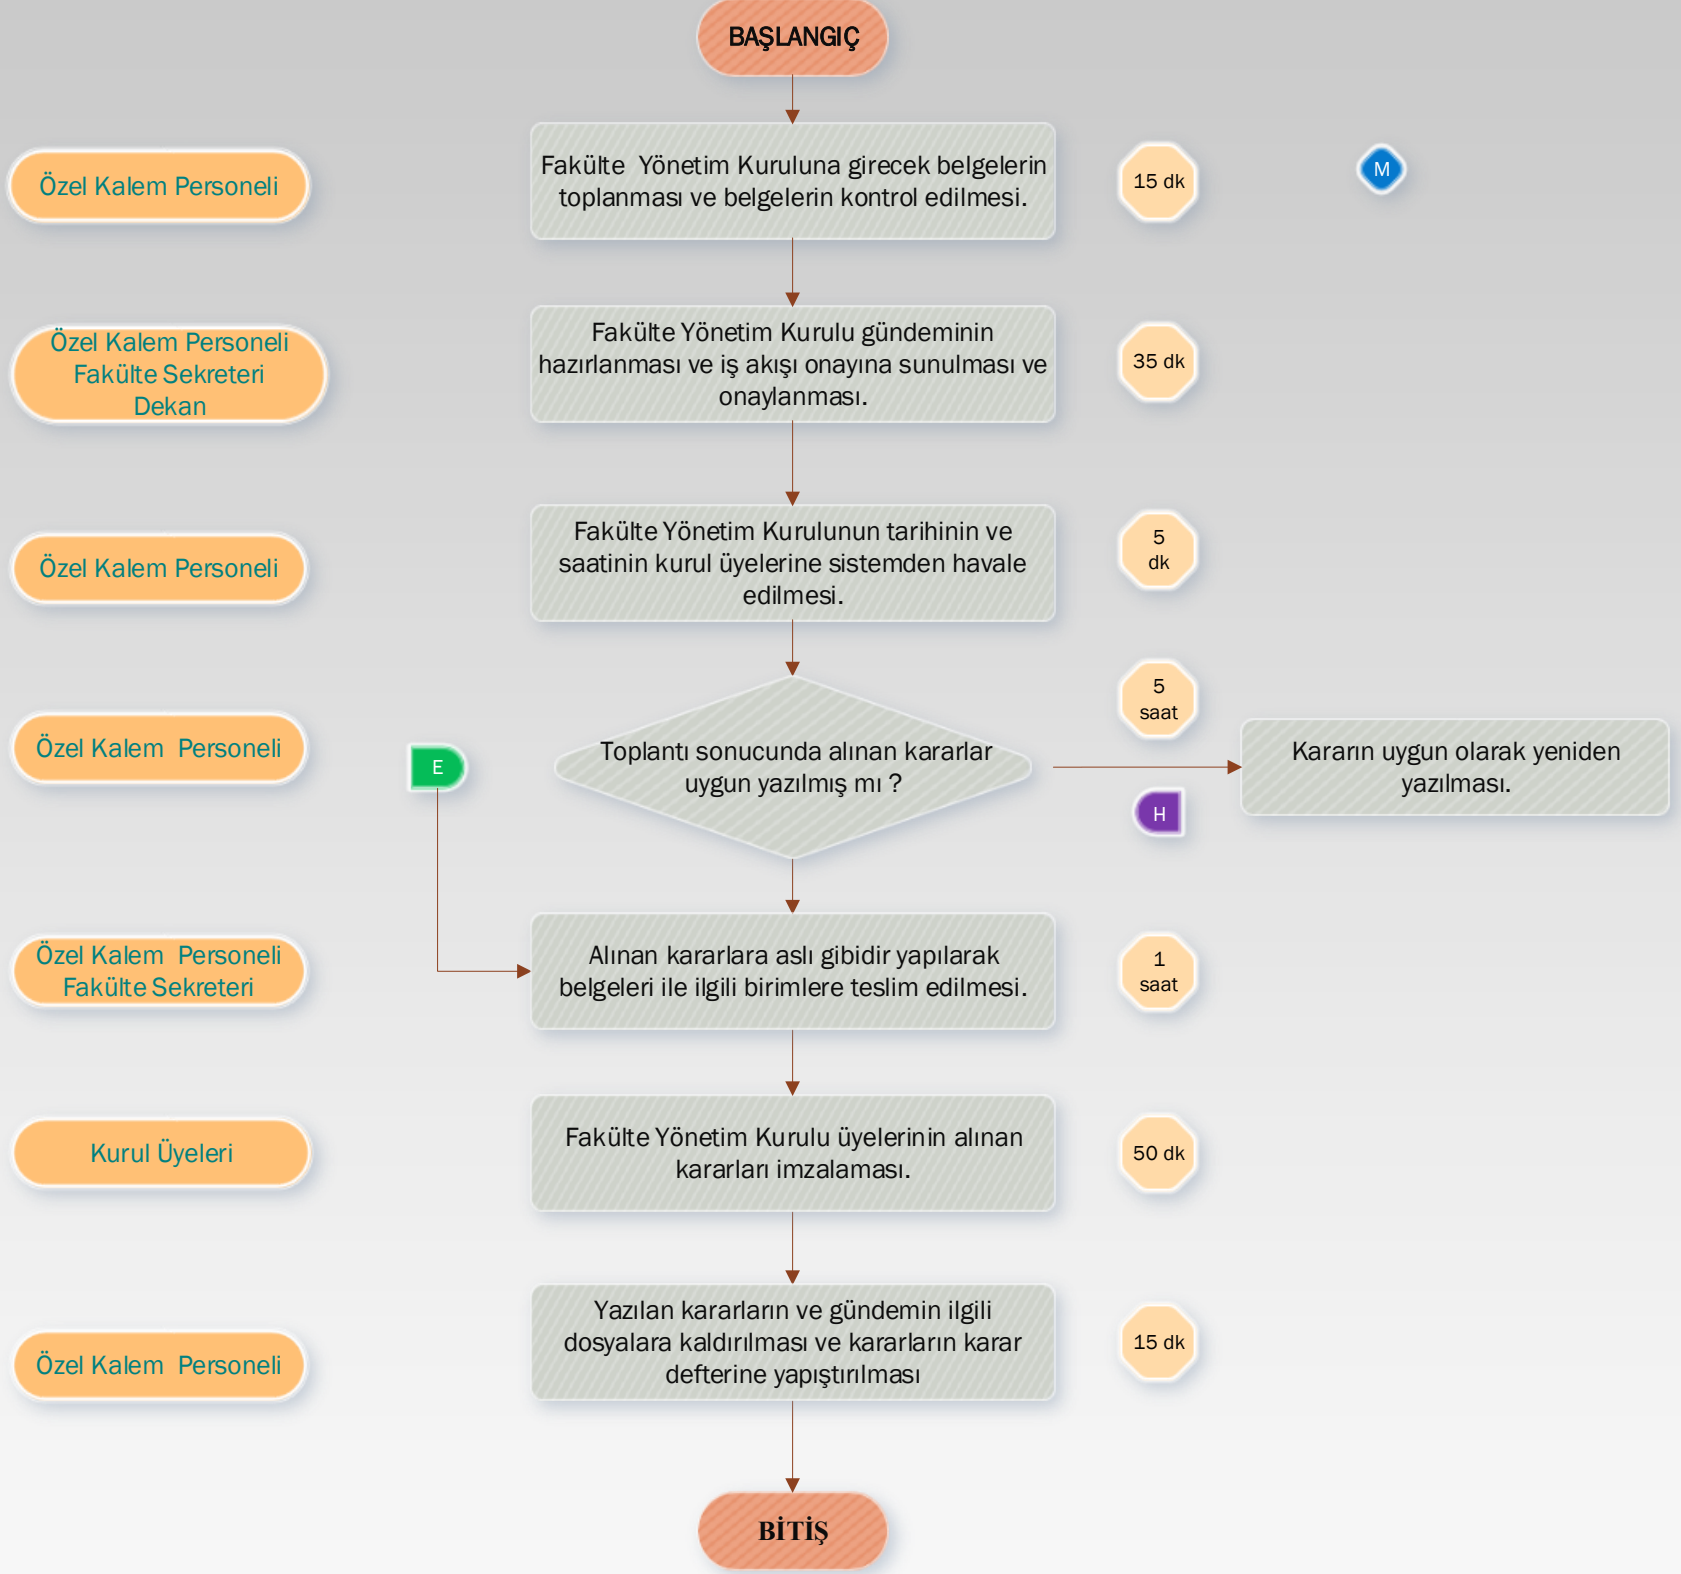 BAŞLANGIÇ
Özel Kalem Personeli
Fakülte  Yönetim Kuruluna girecek belgelerin
toplanması ve belgelerin kontrol edilmesi.
15 dk
M
Özel Kalem Personeli
Fakülte Sekreteri
Dekan
Fakülte Yönetim Kurulu gündeminin
hazırlanması ve iş akışı onayına sunulması ve
onaylanması.
35 dk
Özel Kalem Personeli
Fakülte Yönetim Kurulunun tarihinin ve
saatinin kurul üyelerine sistemden havale
edilmesi.
5
dk
Özel Kalem  Personeli
E
Toplantı sonucunda alınan kararlar
uygun yazılmış mı ?
5
saat
H
Kararın uygun olarak yeniden
yazılması.
Özel Kalem  Personeli
Fakülte Sekreteri
Alınan kararlara aslı gibidir yapılarak
belgeleri ile ilgili birimlere teslim edilmesi.
1
saat
Kurul Üyeleri
Fakülte Yönetim Kurulu üyelerinin alınan
kararları imzalaması.
50 dk
Özel Kalem  Personeli
Yazılan kararların ve gündemin ilgili
dosyalara kaldırılması ve kararların karar
defterine yapıştırılması
15 dk
BİTİŞ